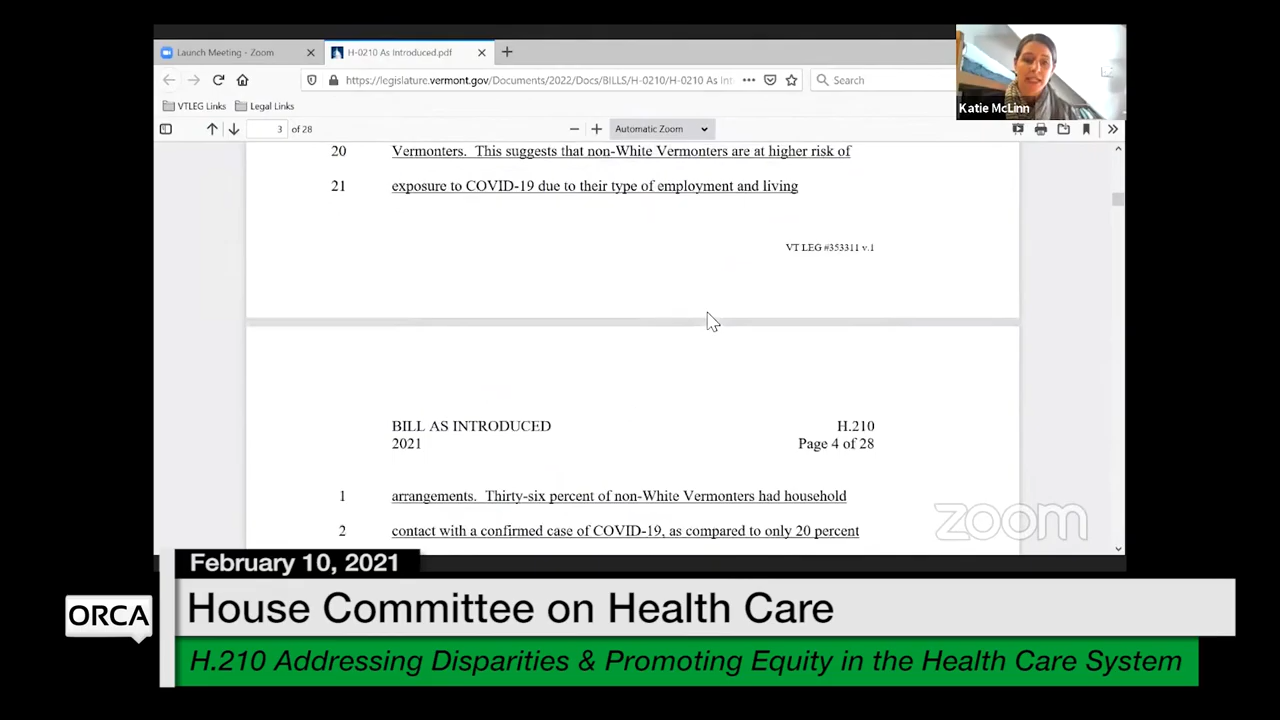 Launch Meeting - Zoom
H-0210 As Introduced.pdf
https://legislature.vermont.gov/Documents/2022/Docs/BILLS/H-0210/H-0210 As Int
Search
VTLEG Links
Legal Links
3 of 28
Automatic Zoom
Katie McLinn
20 Vermonters. This suggests that non-White Vermonters are at higher risk of
21 exposure to COVID-19 due to their type of employment and living
VT LEG #353311 v.1
BILL AS INTRODUCED H.210
2021 Page 4 of 28
1 arrangements. Thirty-six percent of non-White Vermonters had household
2 contact with a confirmed case of COVID-19, as compared to only 20 percent
zoom
February 10, 2021
ORCA
House Committee on Health Care
H.210 Addressing Disparities & Promoting Equity in the Health Care System